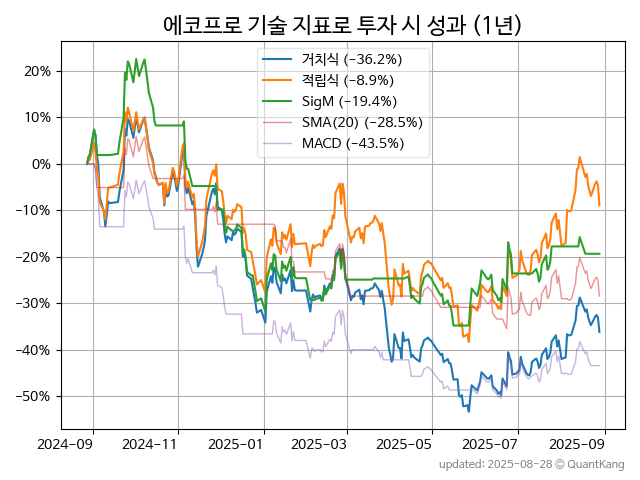 에코프로 기술 지표로 투자 시 성과 (1년)
거치식 (−36.2%)
적립식 (−8.9%)
SigM (−19.4%)
SMA(20) (−28.5%)
MACD (−43.5%)
20%
10%
0%
−10%
−20%
−30%
−40%
−50%
2024-09 2024-11 2025-01 2025-03 2025-05 2025-07 2025-09
updated: 2025-08-28 © QuantKang